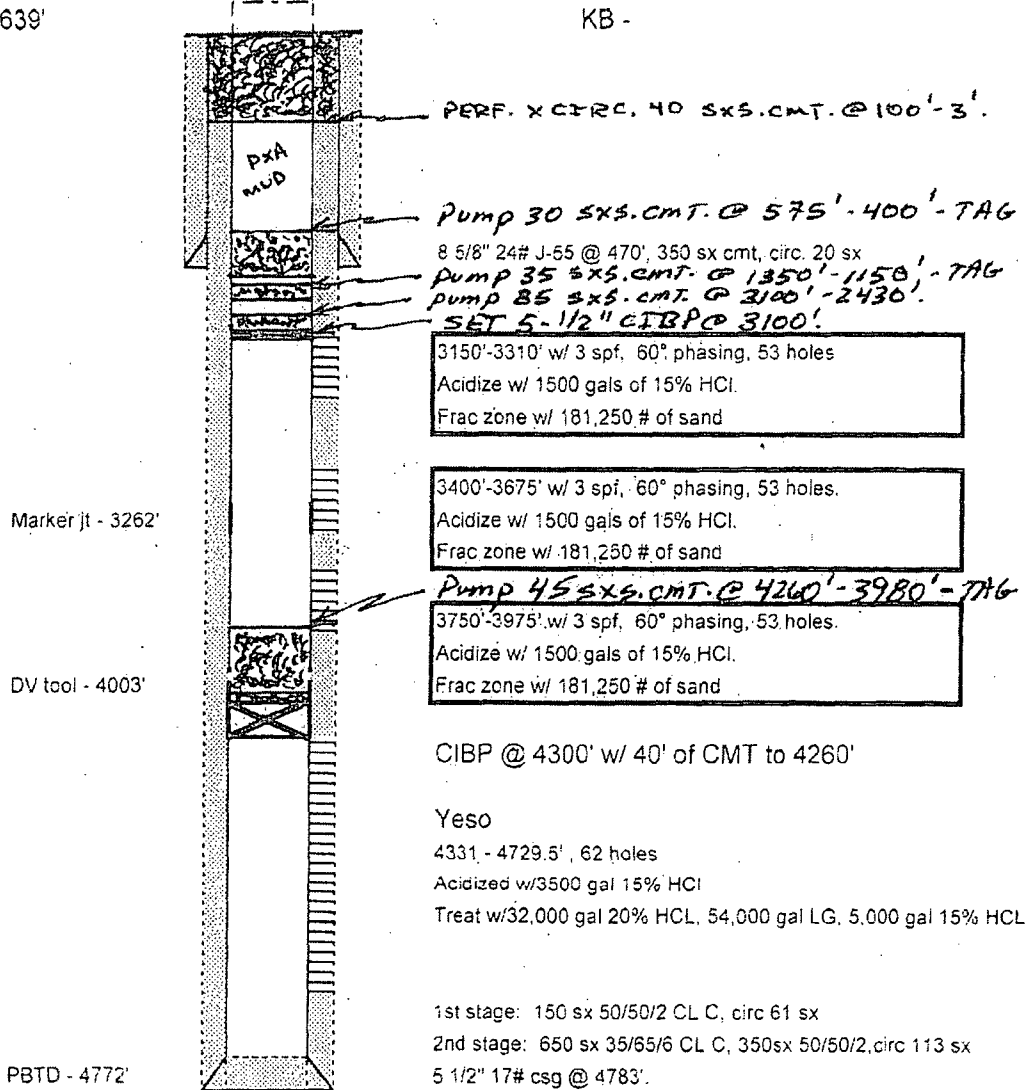 639'
KB -
PERF. X CIRC. 40 SXS.CMT. @ 100'-3'.
PXA
MUD
Pump 30 SXS.CMT. @ 575'-400'-TAG
8 5/8" 24# J-55 @ 470', 350 sx cmt, circ. 20 sx
Pump 35 SXS.CMT. @ 1350'-1150'-TAG
Pump 85 SXS.CMT. @ 3100'-2430'.
SET 5-1/2" CIBP @ 3100'.
3150'-3310' w/ 3 spf, 60° phasing, 53 holes
Acidize w/ 1500 gals of 15% HCl.
Frac zone w/ 181,250 # of sand
3400'-3675' w/ 3 spf, 60° phasing, 53 holes.
Acidize w/ 1500 gals of 15% HCl.
Frac zone w/ 181,250 # of sand
Marker jt - 3262'
Pump 45 SXS.CMT. @ 4260'-3980'-TAG
3750'-3975' w/ 3 spf, 60° phasing, 53 holes.
Acidize w/ 1500 gals of 15% HCl.
Frac zone w/ 181,250 # of sand
DV tool - 4003'
CIBP @ 4300' w/ 40' of CMT to 4260'
Yeso
4331 - 4729.5' , 62 holes
Acidized w/3500 gal 15% HCl
Treat w/32,000 gal 20% HCL, 54,000 gal LG, 5,000 gal 15% HCL
1st stage: 150 sx 50/50/2 CL C, circ 61 sx
2nd stage: 650 sx 35/65/6 CL C, 350sx 50/50/2,circ 113 sx
5 1/2" 17# csg @ 4783'.
PBTD - 4772'